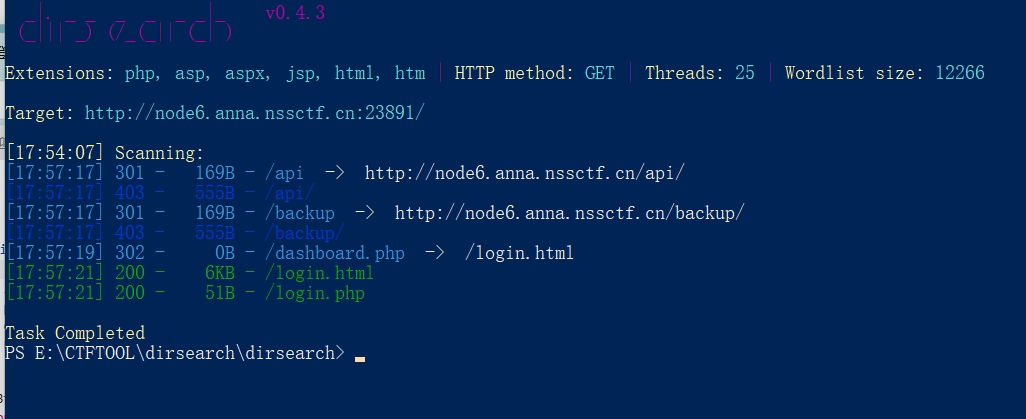 v0.4.3
Extensions: php, asp, aspx, jsp, html, htm | HTTP method: GET | Threads: 25 | Wordlist size: 12266
Target: http://node6.anna.nssctf.cn:23891/
[17:54:07] Scanning:
[17:57:17] 301 - 169B - /api -> http://node6.anna.nssctf.cn/api/
[17:57:17] 403 - 555B - /api/
[17:57:17] 301 - 169B - /backup -> http://node6.anna.nssctf.cn/backup/
[17:57:17] 403 - 555B - /backup/
[17:57:19] 302 - 0B - /dashboard.php -> /login.html
[17:57:21] 200 - 6KB - /login.html
[17:57:21] 200 - 51B - /login.php
Task Completed
PS E:\CTFTOOL\dirsearch\dirsearch>